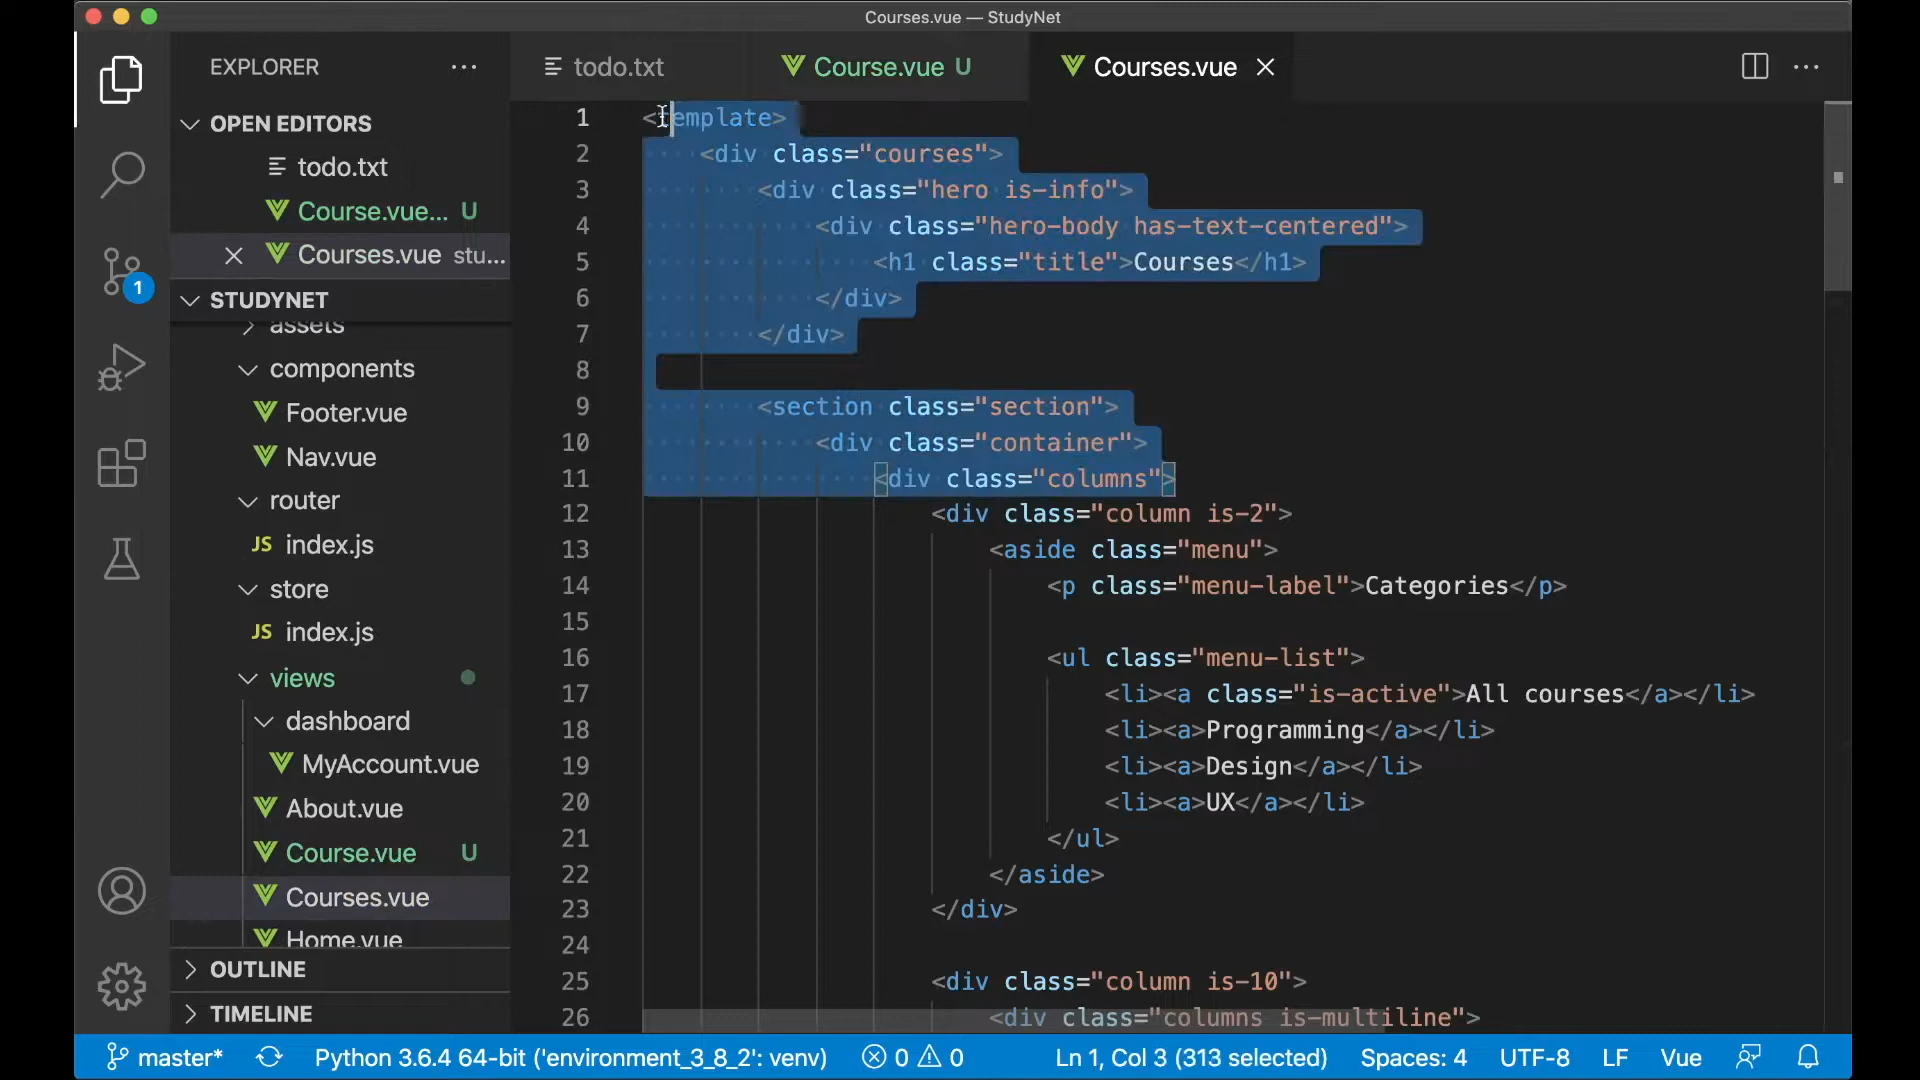 Courses.vue — StudyNet
EXPLORER
OPEN EDITORS
todo.txt
Course.vue... U
Courses.vue stu...
STUDYNET
assets
components
Footer.vue
Nav.vue
router
JS index.js
store
JS index.js
views
dashboard
MyAccount.vue
About.vue
Course.vue U
Courses.vue
Home.vue
OUTLINE
TIMELINE
1
todo.txt Course.vue U Courses.vue
1 <template>
2 <div class="courses">
3 <div class="hero is-info">
4 <div class="hero-body has-text-centered">
5 <h1 class="title">Courses</h1>
6 </div>
7 </div>
8
9 <section class="section">
10 <div class="container">
11 <div class="columns">
12 <div class="column is-2">
13 <aside class="menu">
14 <p class="menu-label">Categories</p>
15
16 <ul class="menu-list">
17 <li><a class="is-active">All courses</a></li>
18 <li><a>Programming</a></li>
19 <li><a>Design</a></li>
20 <li><a>UX</a></li>
21 </ul>
22 </aside>
23 </div>
24
25 <div class="column is-10">
26 <div class="columns is-multiline">
master* Python 3.6.4 64-bit ('environment_3_8_2': venv) 0 0 Ln 1, Col 3 (313 selected) Spaces: 4 UTF-8 LF Vue